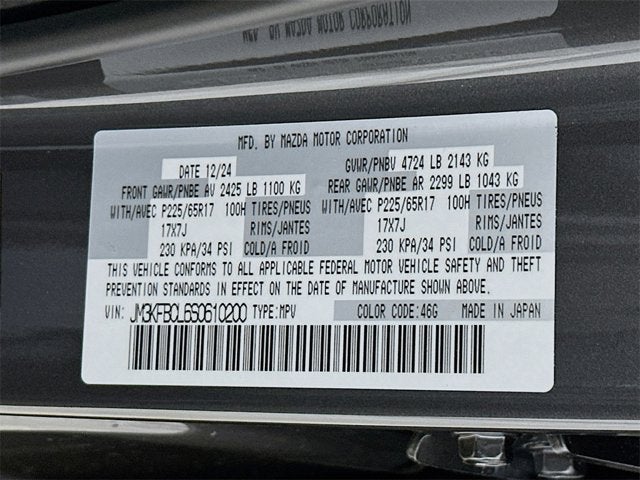 MFD. BY MAZDA MOTOR CORPORATION
MFD. BY MAZDA MOTOR CORPORATION
DATE 12/24 GVWR/PNBV 4724 LB 2143 KG
FRONT GAWR/PNBE AV 2425 LB 1100 KG REAR GAWR/PNBE AR 2299 LB 1043 KG
WITH/AVEC P225/65R17 100H TIRES/PNEUS WITH/AVEC P225/65R17 100H TIRES/PNEUS
17X7J RIMS/JANTES 17X7J RIMS/JANTES
230 KPA/34 PSI COLD/A FROID 230 KPA/34 PSI COLD/A FROID
THIS VEHICLE CONFORMS TO ALL APPLICABLE FEDERAL MOTOR VEHICLE SAFETY AND THEFT
PREVENTION STANDARDS IN EFFECT ON THE DATE OF MANUFACTURE SHOWN ABOVE.
VIN: JM3KFBCL6S0610200 TYPE:MPV COLOR CODE:46G MADE IN JAPAN